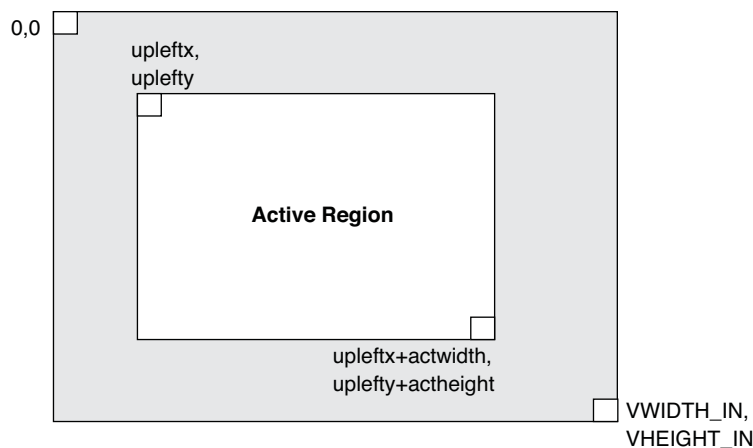 0,0
upleftx,
uplefty
Active Region
upleftx+actwidth,
uplefty+actheight
VWIDTH_IN,
VHEIGHT_IN